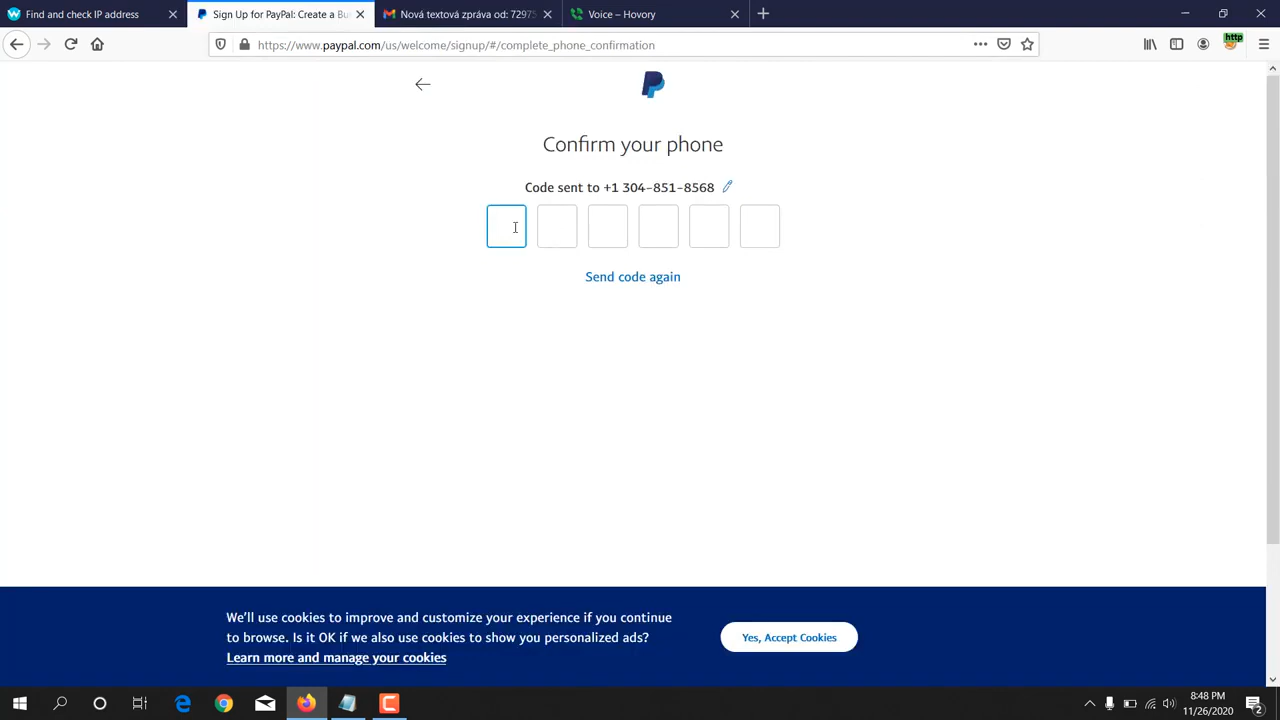 Find and check IP address
Sign Up for PayPal: Create a Bu
Nová textová zpráva od: 7297
Voice – Hovory
https://www.paypal.com/us/welcome/signup/#/complete_phone_confirmation
http
Confirm your phone
Code sent to +1 304-851-8568
Send code again
We'll use cookies to improve and customize your experience if you continue
to browse. Is it OK if we also use cookies to show you personalized ads?
Learn more and manage your cookies
Yes, Accept Cookies
8:48 PM
11/26/2020
2